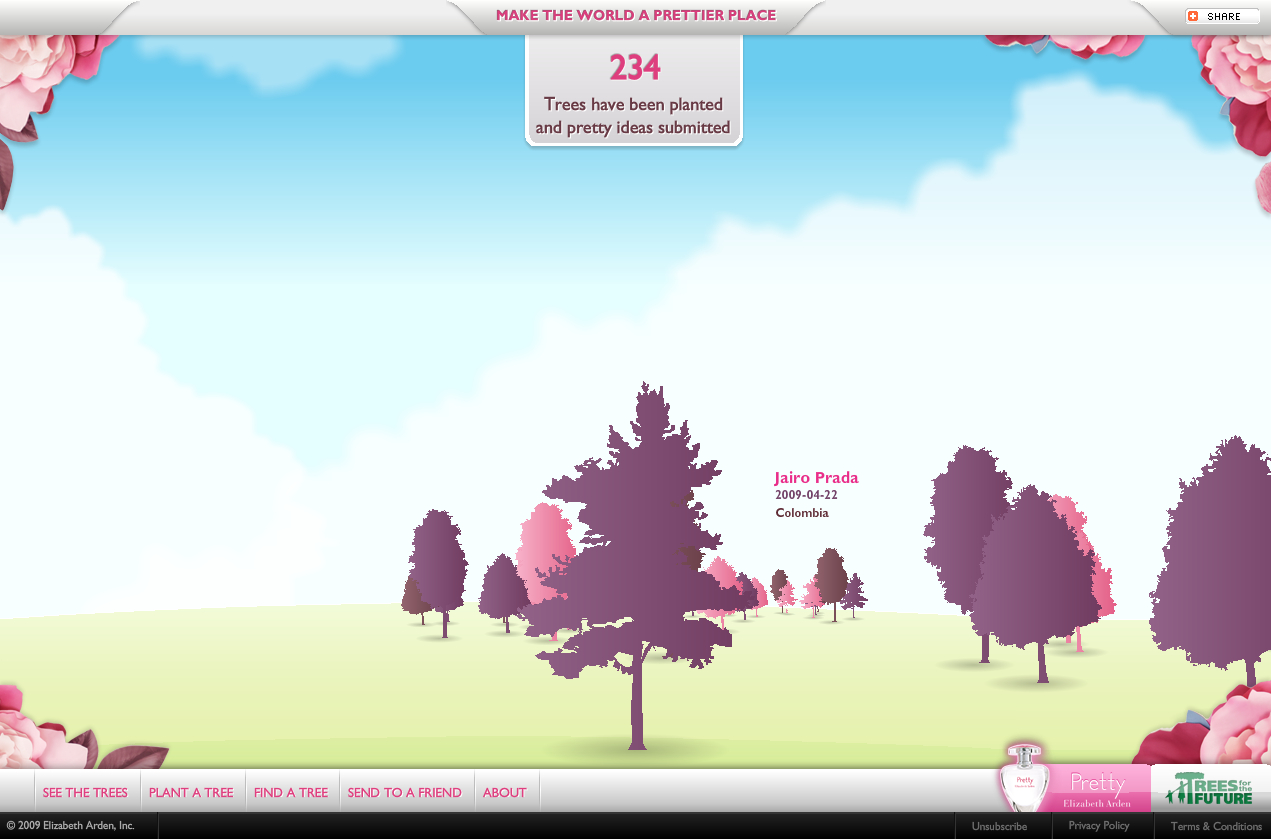 MAKE THE WORLD A PRETTIER PLACE
SHARE
234
Trees have been planted
and pretty ideas submitted
Jairo Prada
2009-04-22
Colombia
SEE THE TREES
PLANT A TREE
FIND A TREE
SEND TO A FRIEND
ABOUT
Pretty
Pretty
Elizabeth Arden
TREES for the
FUTURE
© 2009 Elizabeth Arden, Inc.
Unsubscribe
Privacy Policy
Terms & Conditions